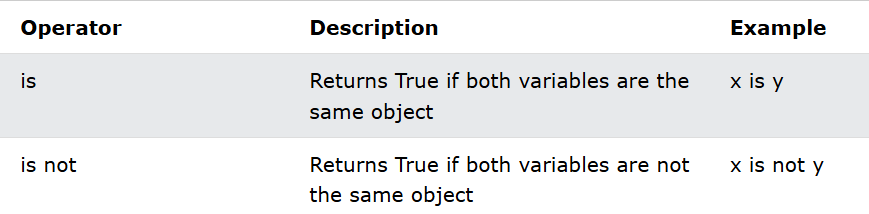 Operator Description Example
is Returns True if both variables are the x is y
same object
is not Returns True if both variables are not x is not y
the same object